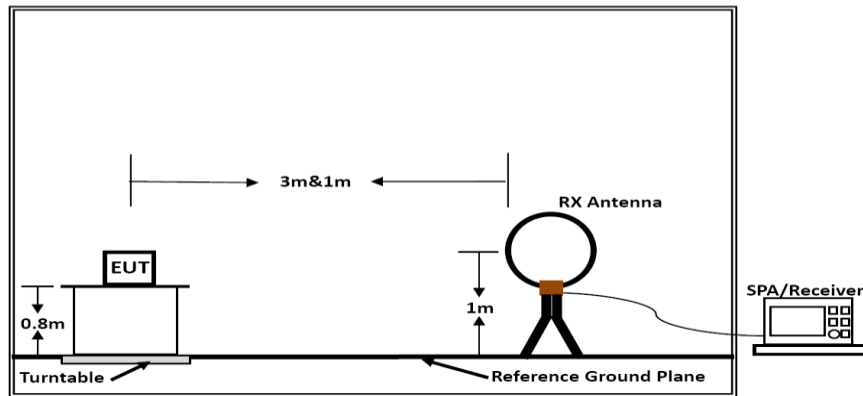 3m&1m
RX Antenna
EUT
SPA/Receiver
0.8m
1m
Turntable
Reference Ground Plane